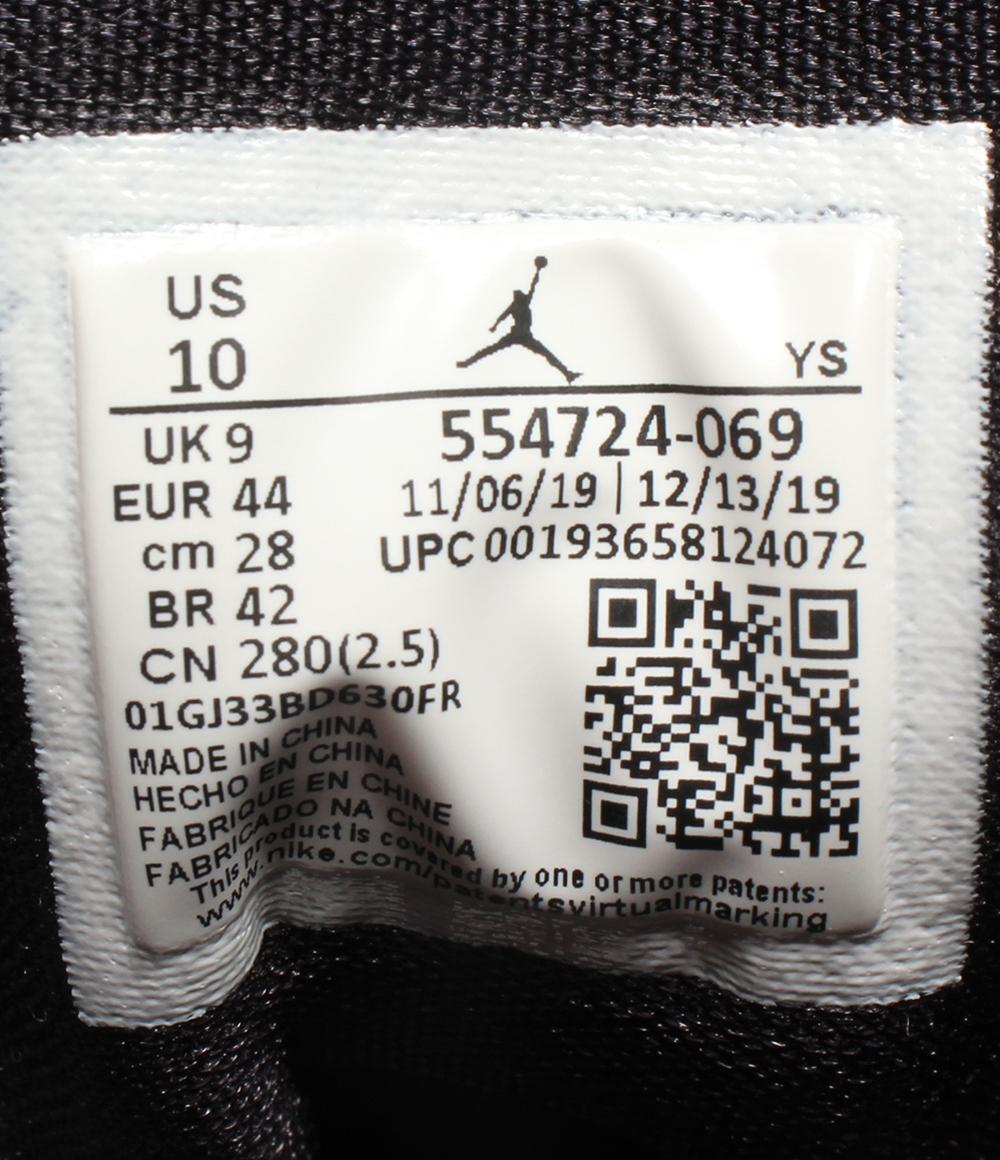 US
10
YS
UK 9
554724-069
EUR 44
11/06/19 | 12/13/19
cm 28
UPC 00193658124072
BR 42
CN 280(2.5)
01GJ33BD630FR
MADE IN CHINA
HECHO EN CHINA
FABRIQUE EN CHINE
FABRICADO NA CHINA
This product is covered by one or more patents:
www.nike.com/patentsvirtualmarking